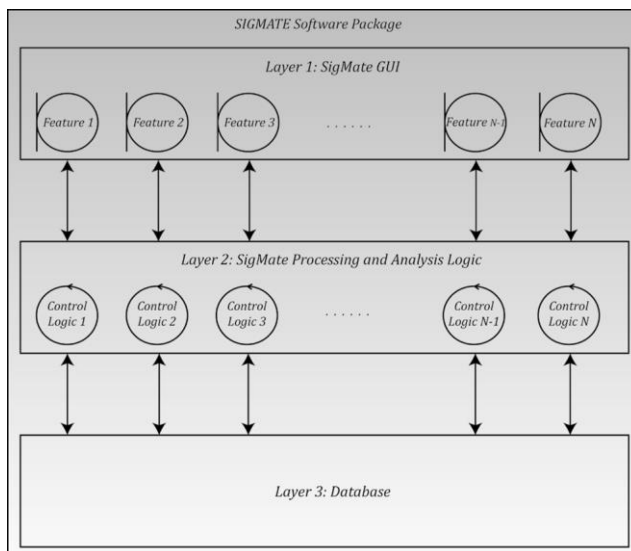 SIGMATE Software Package
Layer 1: SigMate GUI
Feature 1
Feature 2
Feature 3
. . . . . .
Feature N-1
Feature N
Layer 2: SigMate Processing and Analysis Logic
Control
Logic 1
Control
Logic 2
Control
Logic 3
. . . . . .
Control
Logic N-1
Control
Logic N
Layer 3: Database